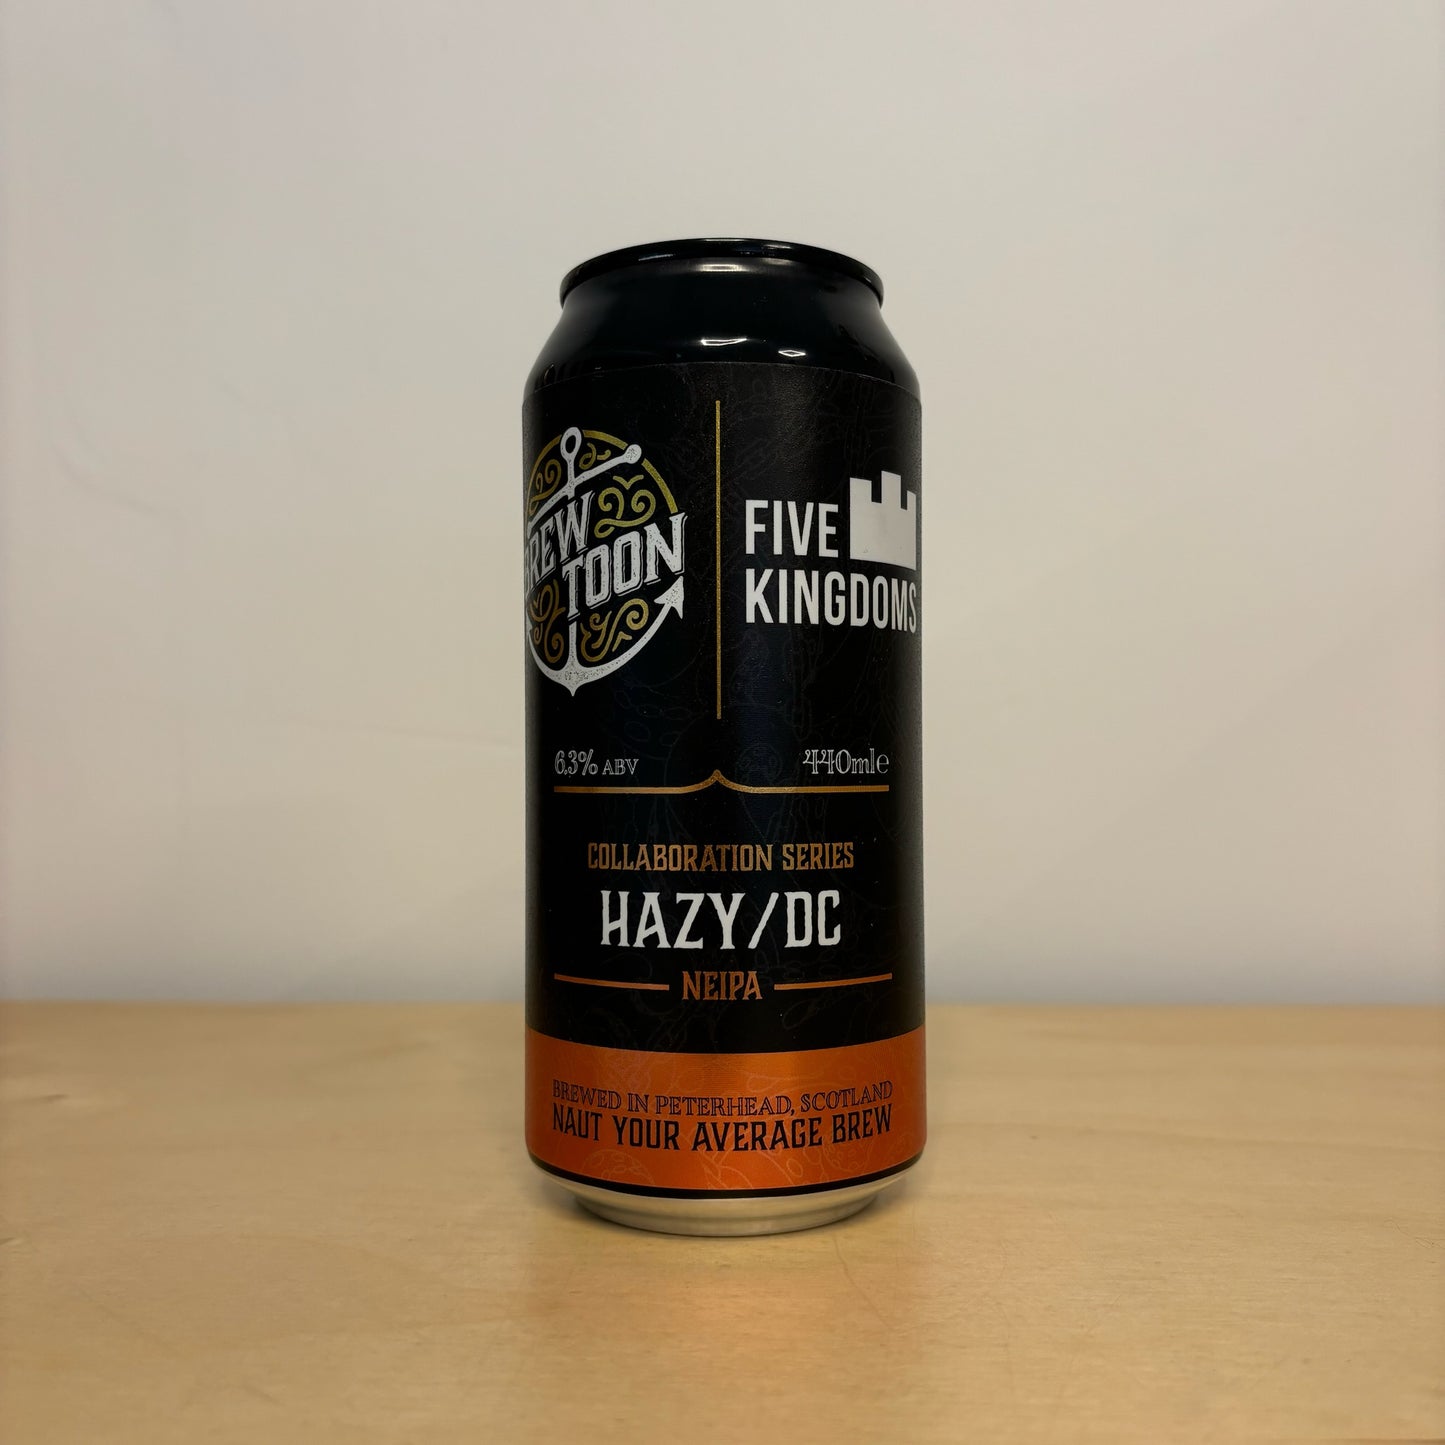 BREW
TOON
FIVE
KINGDOMS
6.3% ABV
440ml e
COLLABORATION SERIES
HAZY/DC
NEIPA
BREWED IN PETERHEAD, SCOTLAND
NAUT YOUR AVERAGE BREW